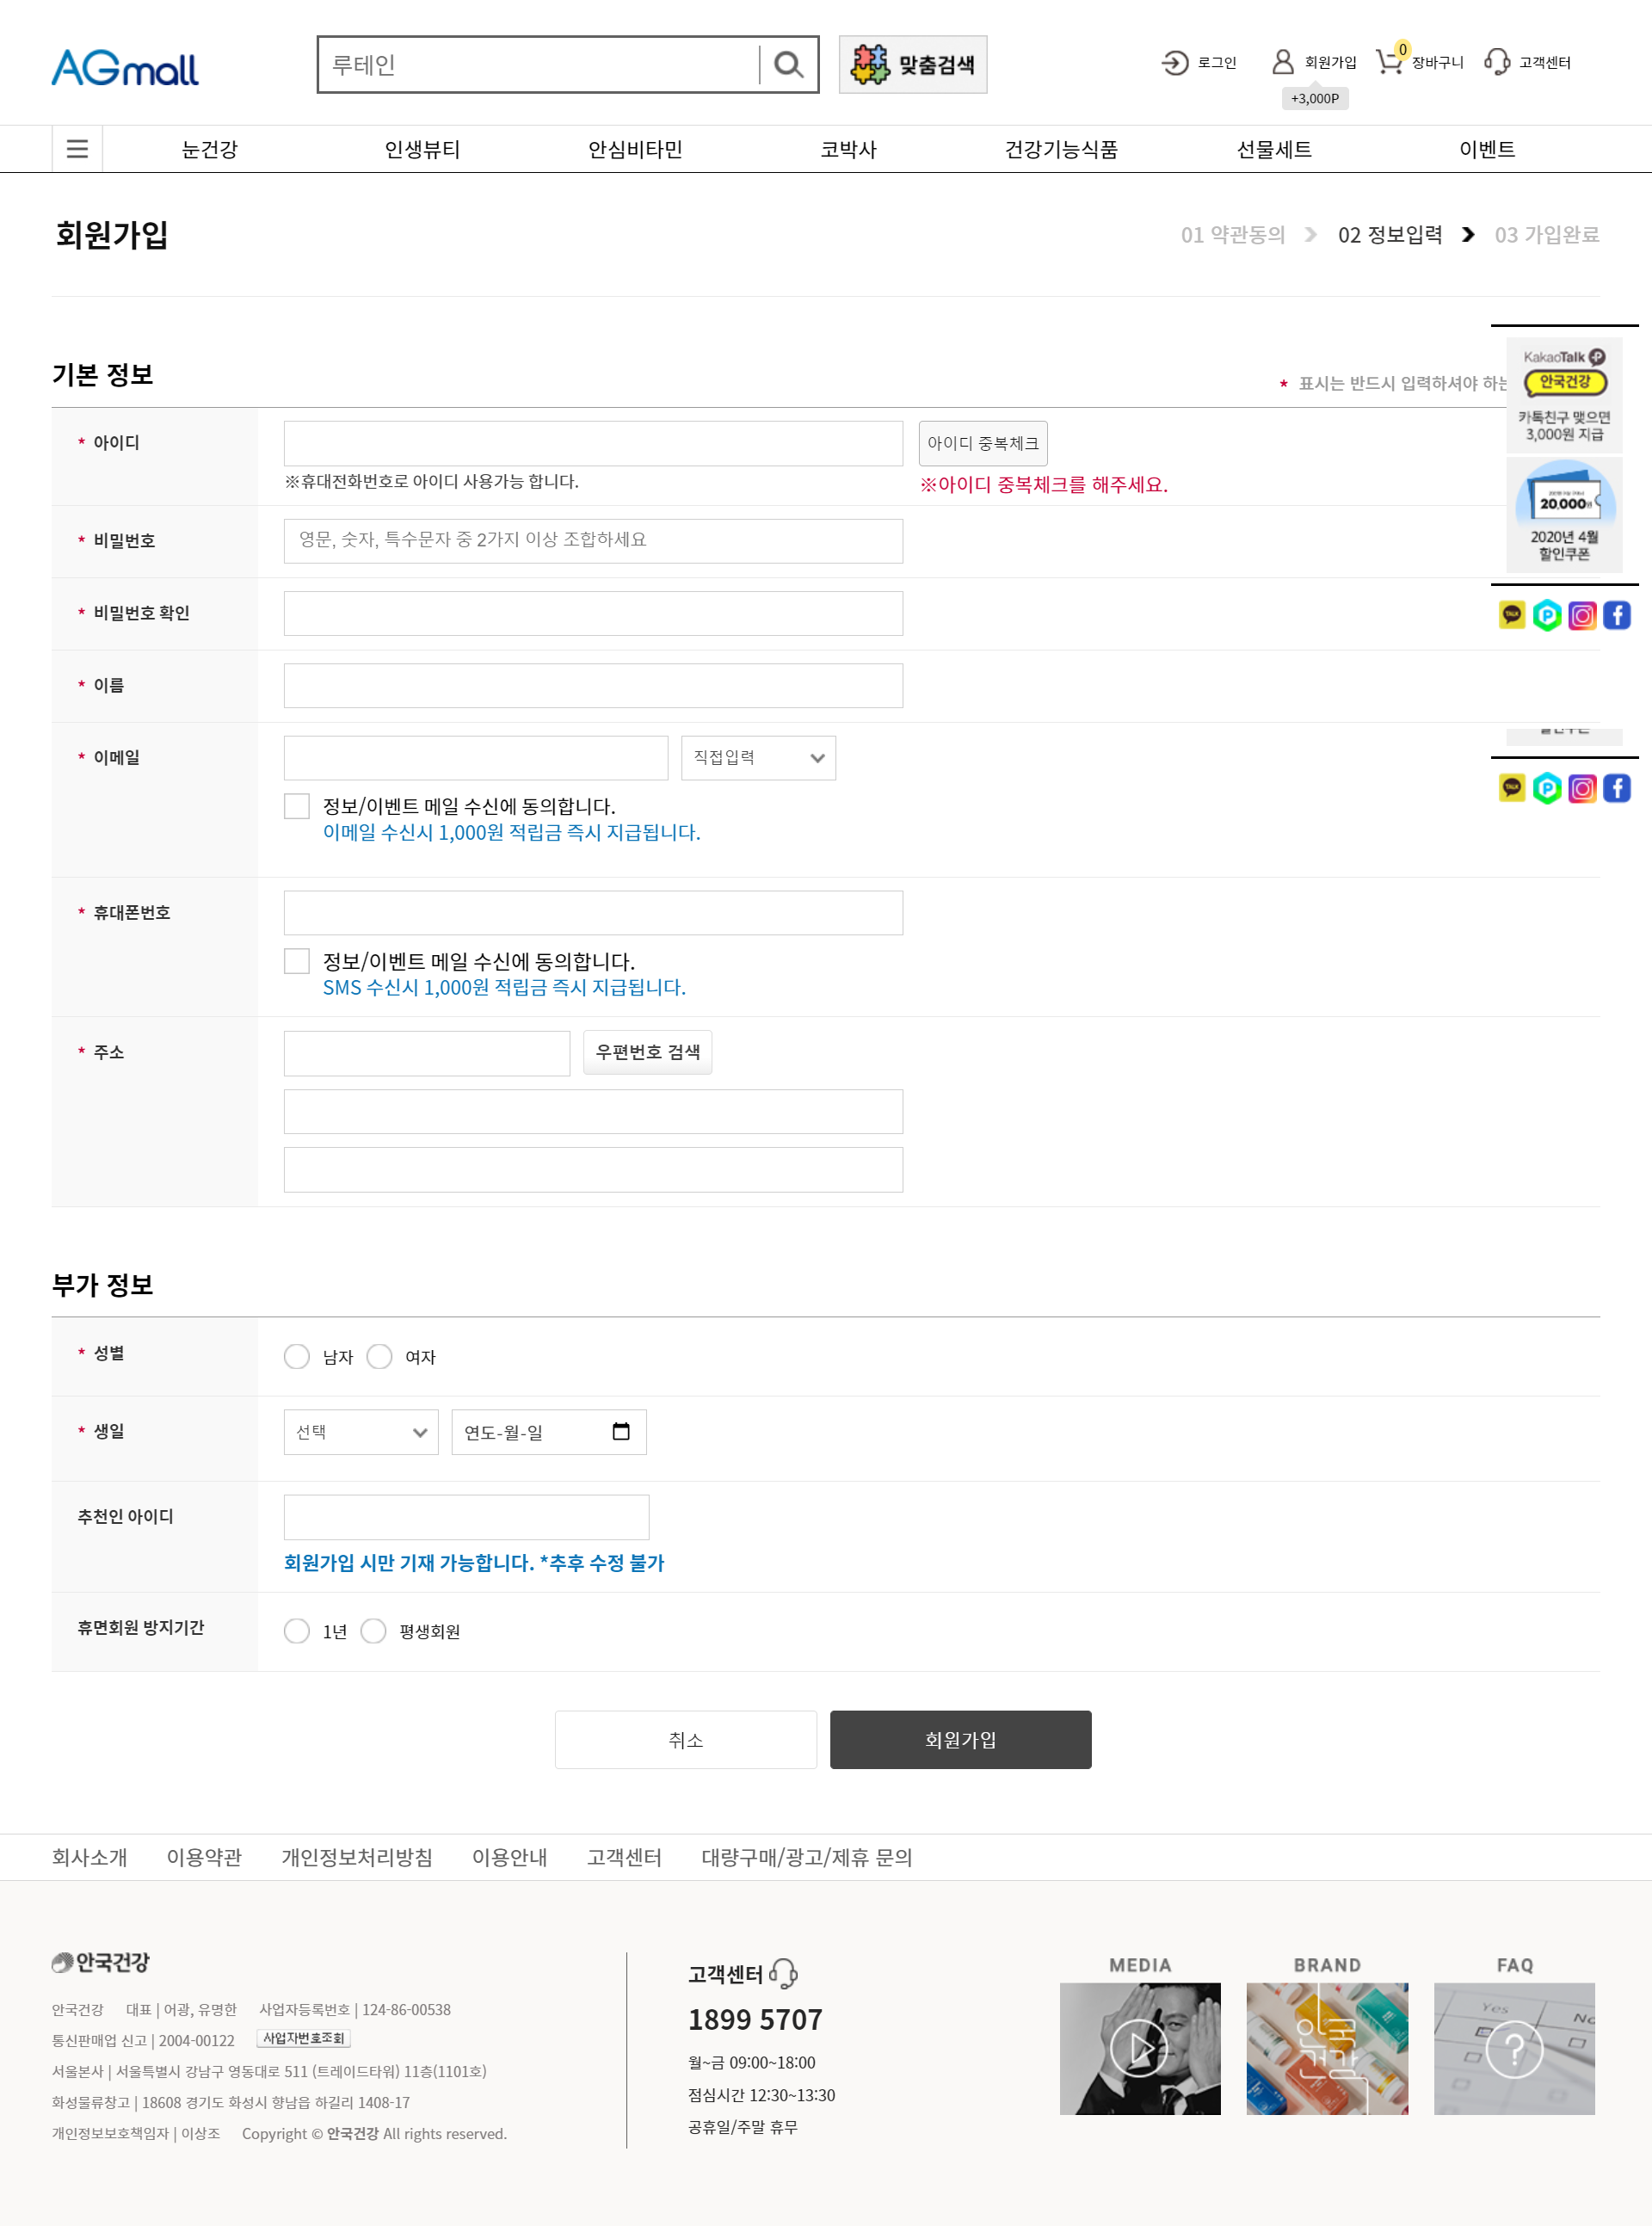 AGmall
루테인
맞춤검색
로그인
회원가입
0
장바구니
고객센터
+3,000P
눈건강
인생뷰티
안심비타민
코박사
건강기능식품
선물세트
이벤트
회원가입
01 약관동의
02 정보입력
03 가입완료
기본 정보
* 표시는 반드시 입력하셔야 하는
KakaoTalk P
안국건강
카톡친구 맺으면
3,000원 지급
20,000원
2020년 4월
할인쿠폰
* 아이디
아이디 중복체크
※휴대전화번호로 아이디 사용가능 합니다.
※아이디 중복체크를 해주세요.
* 비밀번호
영문, 숫자, 특수문자 중 2가지 이상 조합하세요
* 비밀번호 확인
TALK
* 이름
* 이메일
직접입력
TALK
정보/이벤트 메일 수신에 동의합니다.
이메일 수신시 1,000원 적립금 즉시 지급됩니다.
* 휴대폰번호
정보/이벤트 메일 수신에 동의합니다.
SMS 수신시 1,000원 적립금 즉시 지급됩니다.
* 주소
우편번호 검색
부가 정보
* 성별
남자
여자
* 생일
선택
연도-월-일
추천인 아이디
회원가입 시만 기재 가능합니다. *추후 수정 불가
휴면회원 방지기간
1년
평생회원
취소
회원가입
회사소개
이용약관
개인정보처리방침
이용안내
고객센터
대량구매/광고/제휴 문의
안국건강
안국건강 대표 | 어광, 유명한 사업자등록번호 | 124-86-00538
통신판매업 신고 | 2004-00122 사업자번호조회
서울본사 | 서울특별시 강남구 영동대로 511 (트레이드타워) 11층(1101호)
화성물류창고 | 18608 경기도 화성시 향남읍 하길리 1408-17
개인정보보호책임자 | 이상조 Copyright © 안국건강 All rights reserved.
고객센터
1899 5707
월~금 09:00~18:00
점심시간 12:30~13:30
공휴일/주말 휴무
MEDIA
BRAND
안국
건강
FAQ
Yes
No
?